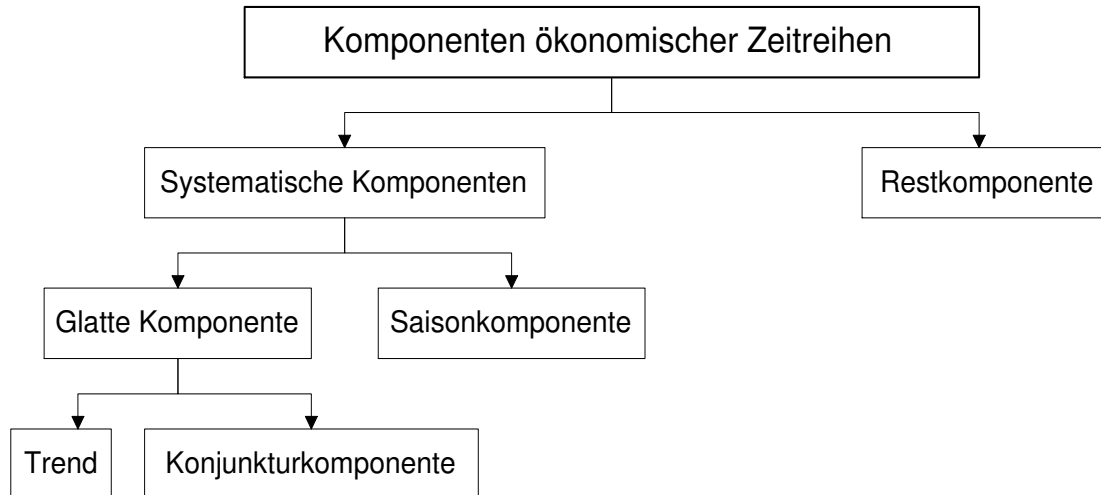 Komponenten ökonomischer Zeitreihen
Systematische Komponenten
Restkomponente
Glatte Komponente
Saisonkomponente
Trend
Konjunkturkomponente